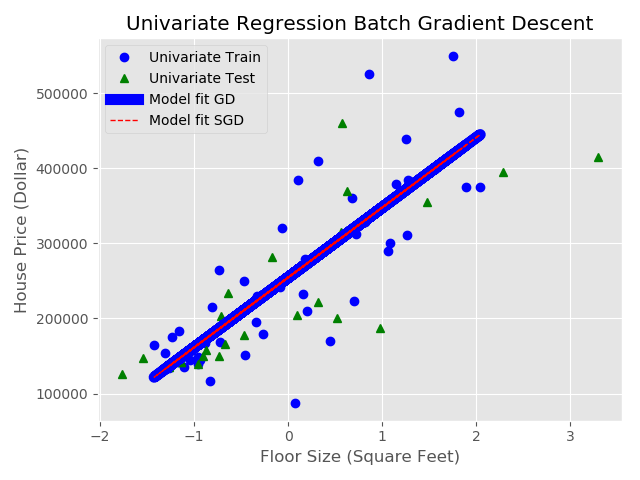 Univariate Regression Batch Gradient Descent
Univariate Train
Univariate Test
Model fit GD
Model fit SGD
500000
400000
300000
200000
100000
House Price (Dollar)
−2
−1
0
1
2
3
Floor Size (Square Feet)